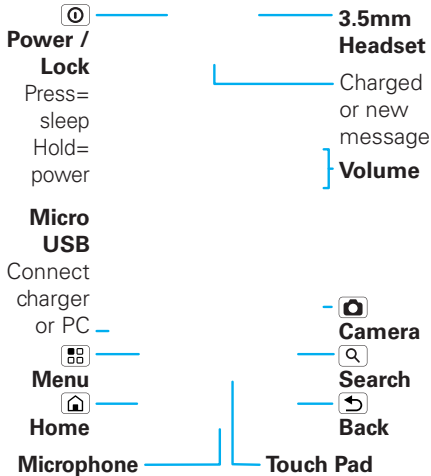 Power /
Lock
Press=
sleep
Hold=
power
Micro
USB
Connect
charger
or PC
Menu
Home
Microphone
3.5mm
Headset
Charged
or new
message
Volume
Camera
Search
Back
Touch Pad